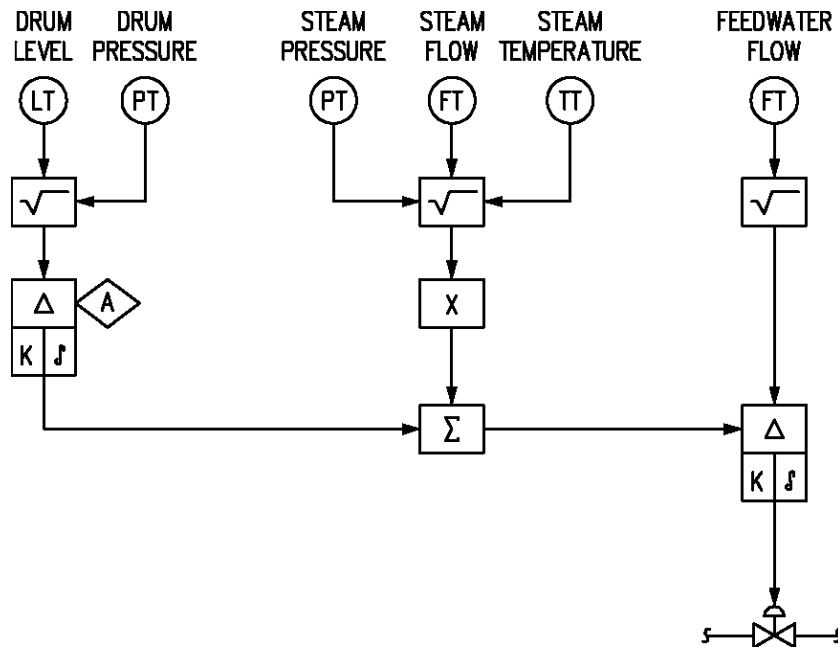 DRUM LEVEL
DRUM PRESSURE
STEAM PRESSURE
STEAM FLOW
STEAM TEMPERATURE
FEEDWATER FLOW
LT
PT
PT
FT
TT
FT
√
√
√
Δ
A
X
K ∫
Σ
Δ
K ∫
S
S